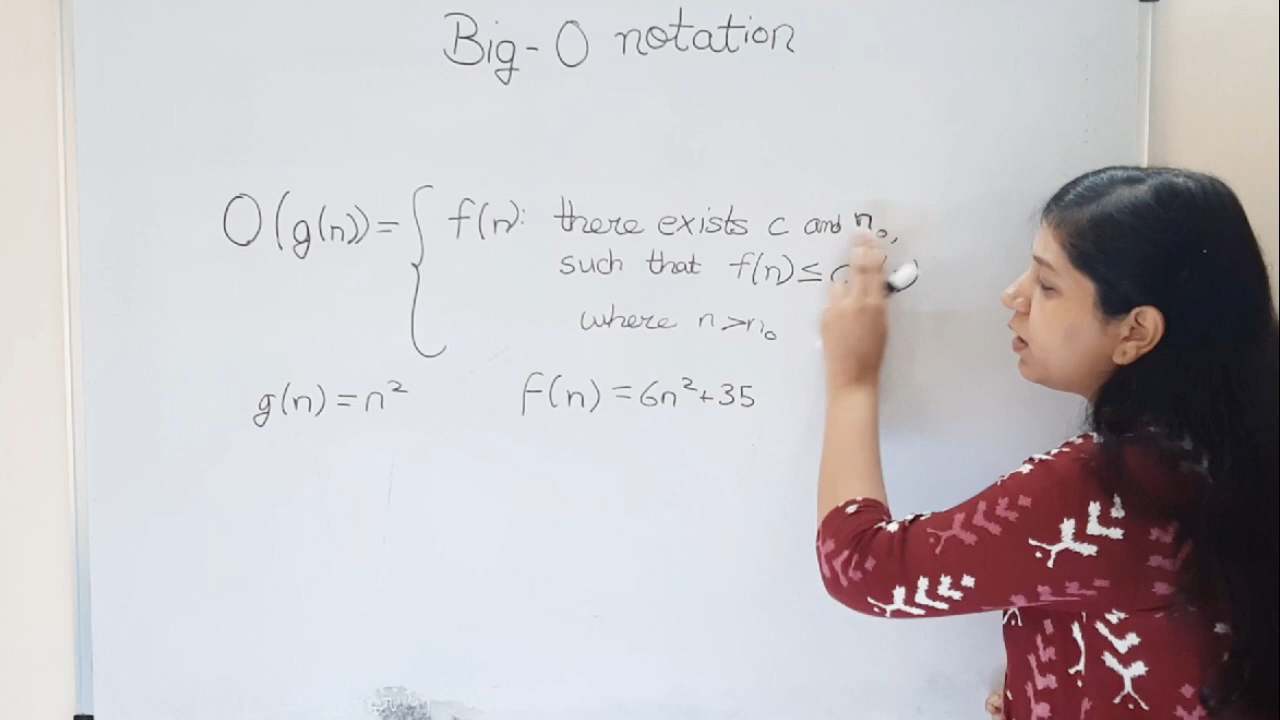 Big-O notation
O(g(n))= { f(n): there exists c and n₀,
such that f(n) ≤ c
where n>n₀
g(n) = n² f(n) = 6n²+35